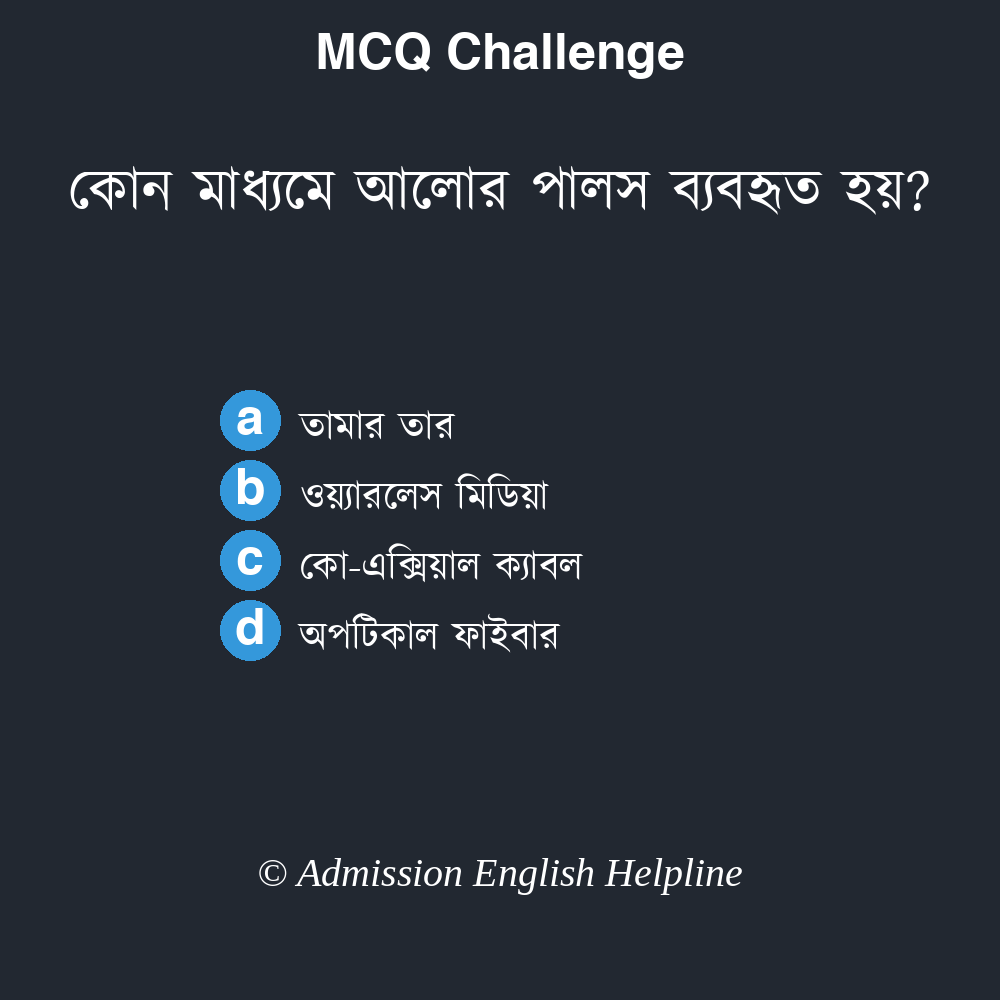 MCQ Challenge
কোন মাধ্যমে আলোর পালস ব্যবহৃত হয়?
a তামার তার
b ওয়্যারলেস মিডিয়া
c কো-এক্সিয়াল ক্যাবল
d অপটিকাল ফাইবার
© Admission English Helpline